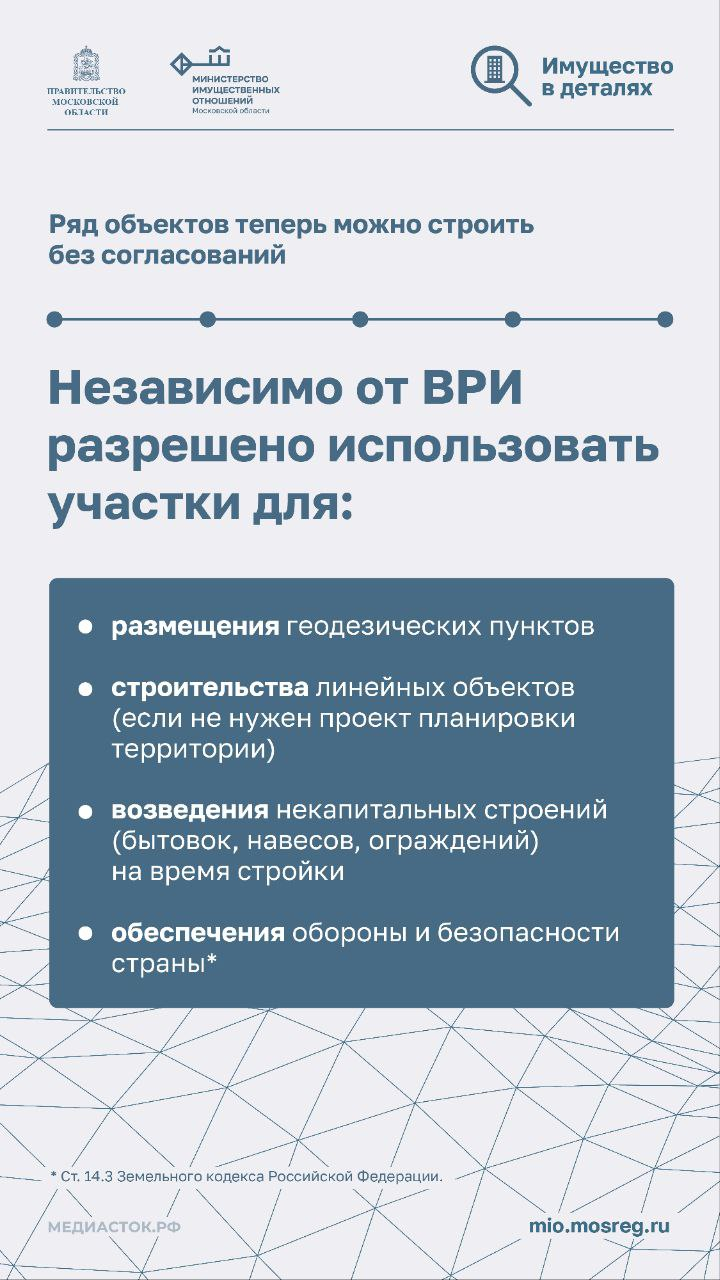 ПРАВИТЕЛЬСТВО
МОСКОВСКОЙ
ОБЛАСТИ
МИНИСТЕРСТВО
ИМУЩЕСТВЕННЫХ
ОТНОШЕНИЙ
Московской области
Имущество
в деталях
Ряд объектов теперь можно строить
без согласований
Независимо от ВРИ
разрешено использовать
участки для:
размещения геодезических пунктов
строительства линейных объектов
(если не нужен проект планировки
территории)
возведения некапитальных строений
(бытовок, навесов, ограждений)
на время стройки
обеспечения обороны и безопасности
страны*
* Ст. 14.3 Земельного кодекса Российской Федерации.
МЕДИАСТОК.РФ
mio.mosreg.ru